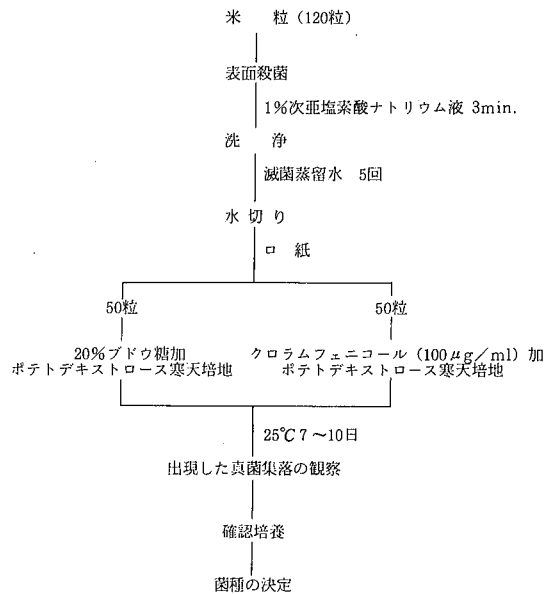 米 粒(120粒)
表面殺菌
1%次亜塩素酸ナトリウム液 3min.
洗 浄
滅菌蒸留水 5回
水切り
ロ 紙
50粒 50粒
20%ブドウ糖加 クロラムフェニコール(100μg/ml)加
ポテトデキストロース寒天培地 ポテトデキストロース寒天培地
25℃ 7~10日
出現した真菌集落の観察
確認培養
菌種の決定